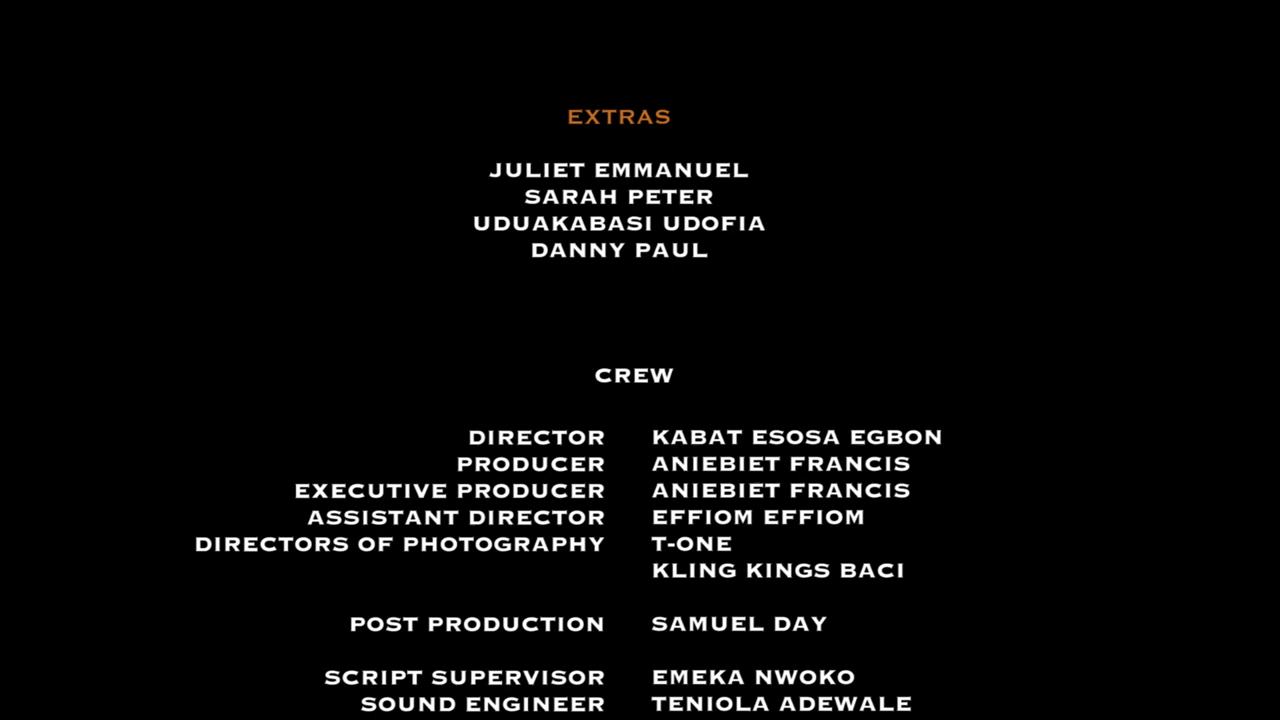 EXTRAS
JULIET EMMANUEL
SARAH PETER
UDUAKABASI UDOFIA
DANNY PAUL
CREW
DIRECTOR KABAT ESOSA EGBON
PRODUCER ANIEBIET FRANCIS
EXECUTIVE PRODUCER ANIEBIET FRANCIS
ASSISTANT DIRECTOR EFFIOM EFFIOM
DIRECTORS OF PHOTOGRAPHY T-ONE
KLING KINGS BACI
POST PRODUCTION SAMUEL DAY
SCRIPT SUPERVISOR EMEKA NWOKO
SOUND ENGINEER TENIOLA ADEWALE